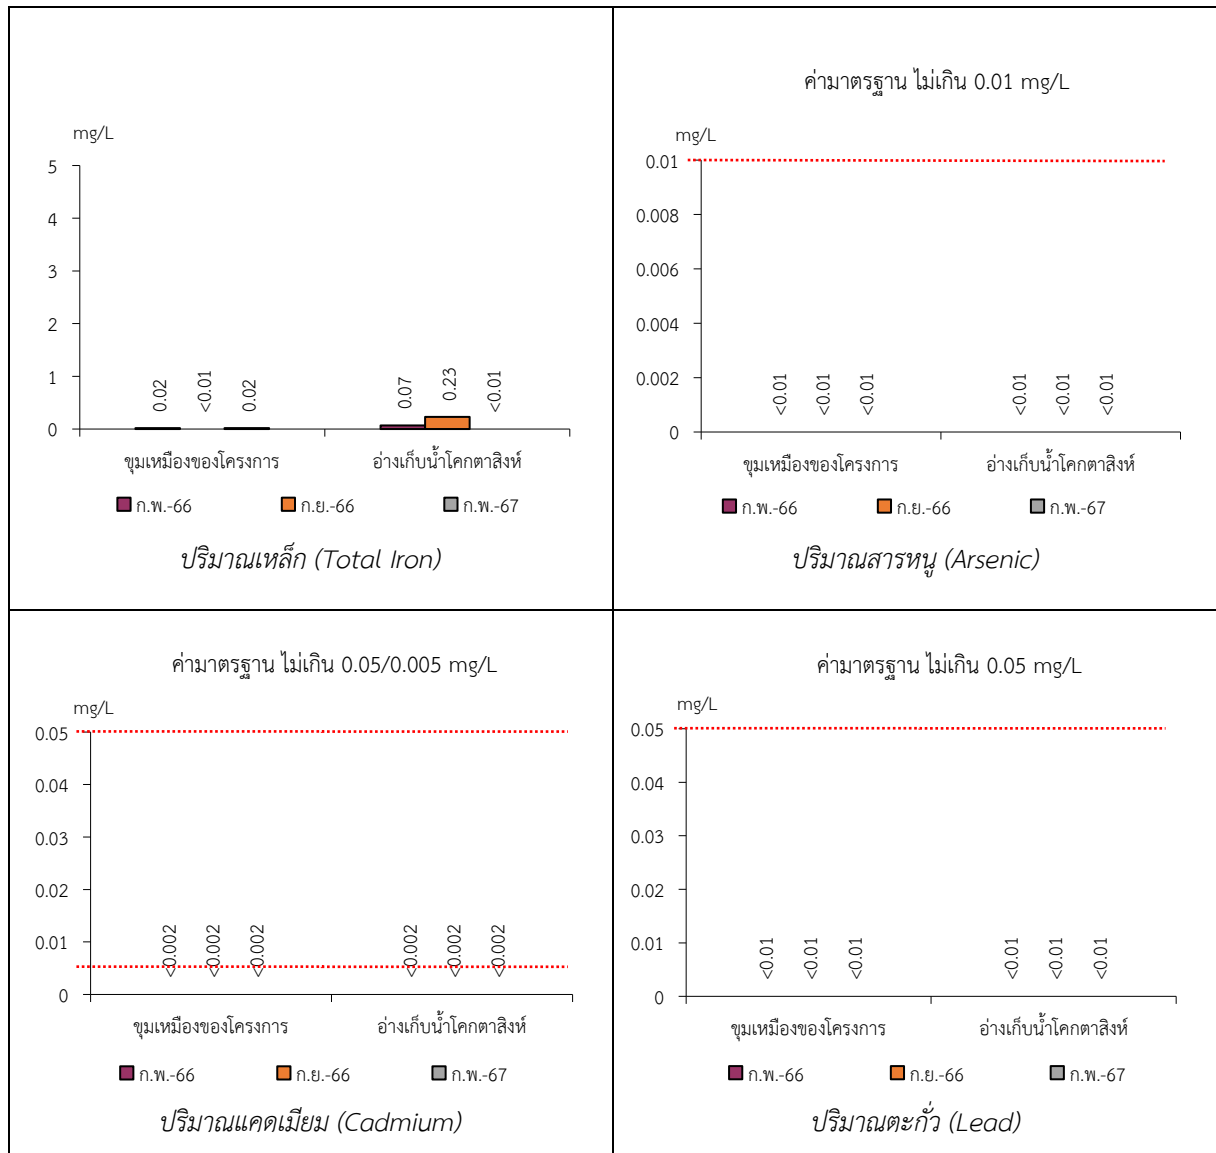 mg/L
5
4
3
2
1
0
0.02
<0.01
0.02
0.07
0.23
<0.01
ขุมเหมืองของโครงการ อ่างเก็บน้ำโคกตาสิงห์
ก.พ.-66 ก.ย.-66 ก.พ.-67
ปริมาณเหล็ก (Total Iron)
ค่ามาตรฐาน ไม่เกิน 0.01 mg/L
mg/L
0.01
0.008
0.006
0.004
0.002
0
<0.01
<0.01
<0.01
<0.01
<0.01
<0.01
ขุมเหมืองของโครงการ อ่างเก็บน้ำโคกตาสิงห์
ก.พ.-66 ก.ย.-66 ก.พ.-67
ปริมาณสารหนู (Arsenic)
ค่ามาตรฐาน ไม่เกิน 0.05/0.005 mg/L
mg/L
0.05
0.04
0.03
0.02
0.01
0
<0.002
<0.002
<0.002
<0.002
<0.002
<0.002
ขุมเหมืองของโครงการ อ่างเก็บน้ำโคกตาสิงห์
ก.พ.-66 ก.ย.-66 ก.พ.-67
ปริมาณแคดเมียม (Cadmium)
ค่ามาตรฐาน ไม่เกิน 0.05 mg/L
mg/L
0.05
0.04
0.03
0.02
0.01
0
<0.01
<0.01
<0.01
<0.01
<0.01
<0.01
ขุมเหมืองของโครงการ อ่างเก็บน้ำโคกตาสิงห์
ก.พ.-66 ก.ย.-66 ก.พ.-67
ปริมาณตะกั่ว (Lead)